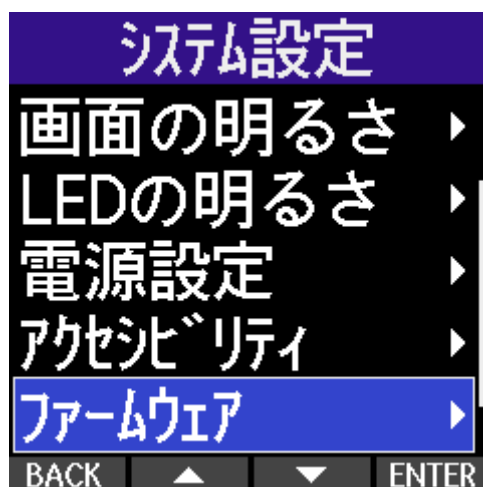 システム設定
画面の明るさ
LEDの明るさ
電源設定
アクセシビリティ
ファームウェア
BACK ENTER